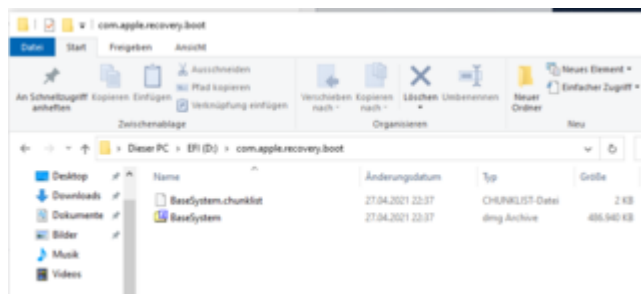 com.apple.recovery.boot
Datei Start Freigeben Ansicht
An Schnellzugriff anheften Kopieren Einfügen
Ausschneiden
Pfad kopieren
Verknüpfung einfügen
Verschieben nach Kopieren nach Löschen Umbenennen
Neuer Ordner
Neues Element
Einfacher Zugriff
Zwischenablage Organisieren Neu
Dieser PC > EFI (D:) > com.apple.recovery.boot
Desktop
Downloads
Dokumente
Bilder
Musik
Videos
Name Änderungsdatum Typ Größe
BaseSystem.chunklist 27.04.2021 22:37 CHUNKLIST-Datei 2 KB
BaseSystem 27.04.2021 22:37 dmg Archive 486.940 KB